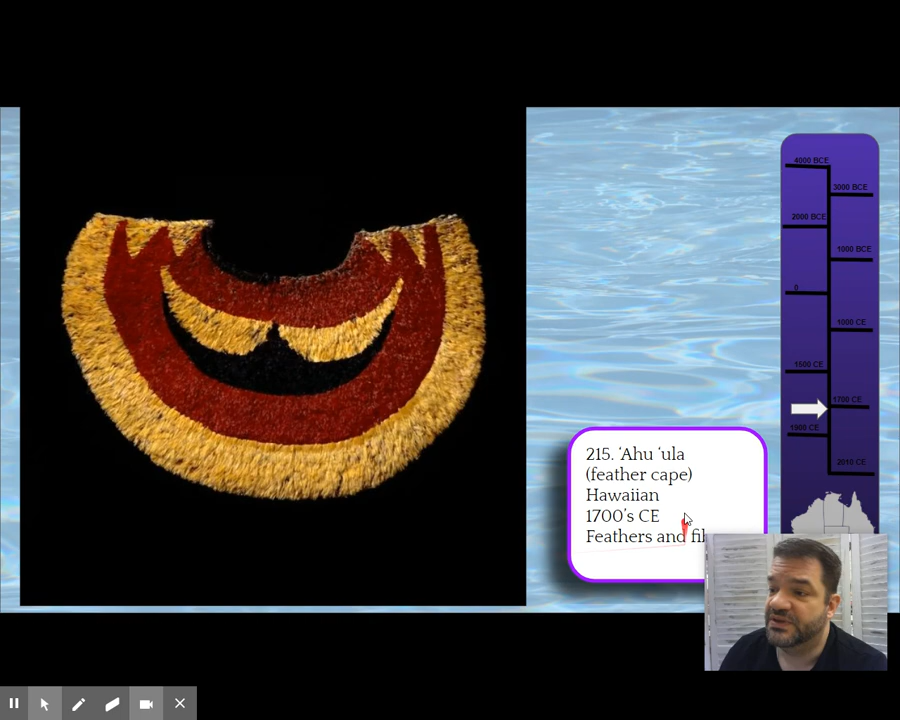 4000 BCE
3000 BCE
2000 BCE
1000 BCE
0
1000 CE
1500 CE
1700 CE
1900 CE
2010 CE
215. ‘Ahu ‘ula
(feather cape)
Hawaiian
1700’s CE
Feathers and